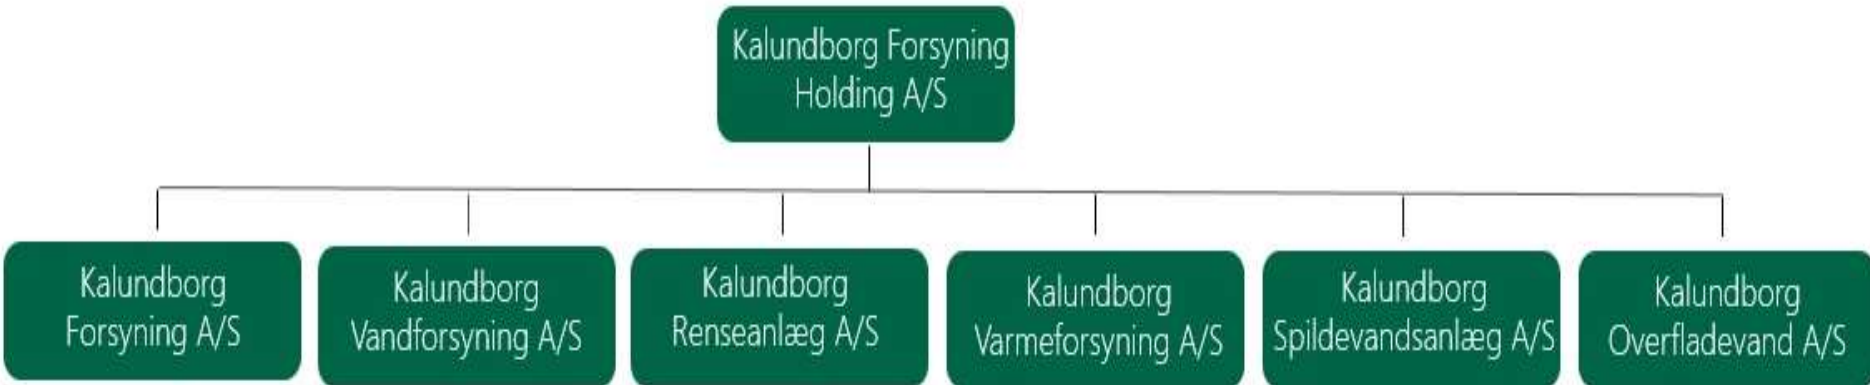 Kalundborg Forsyning
Holding A/S
Kalundborg
Forsyning A/S
Kalundborg
Vandforsyning A/S
Kalundborg
Renseanlæg A/S
Kalundborg
Varmeforsyning A/S
Kalundborg
Spildevandsanlæg A/S
Kalundborg
Overfladevand A/S